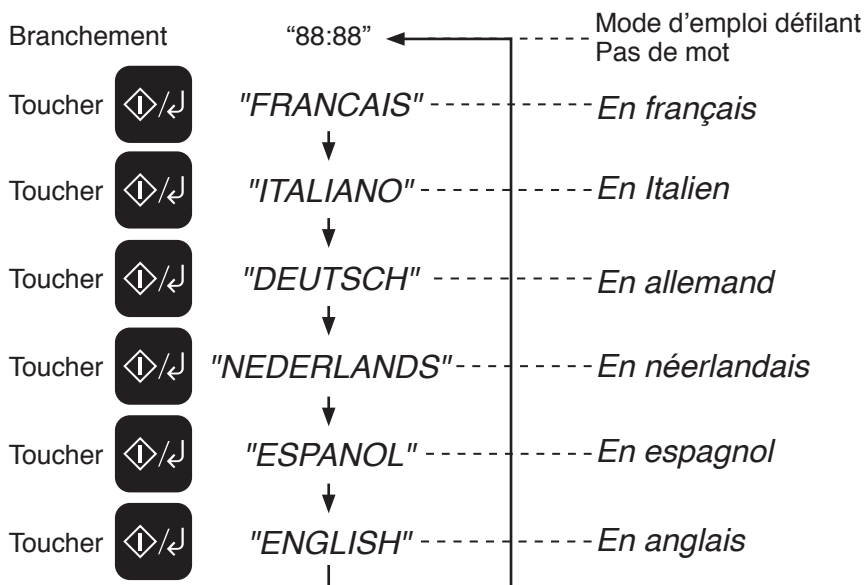 Branchement “88:88” Mode d’emploi défilant
Pas de mot
Toucher "FRANCAIS" En français
Toucher "ITALIANO" En Italien
Toucher "DEUTSCH" En allemand
Toucher "NEDERLANDS" En néerlandais
Toucher "ESPANOL" En espagnol
Toucher "ENGLISH" En anglais